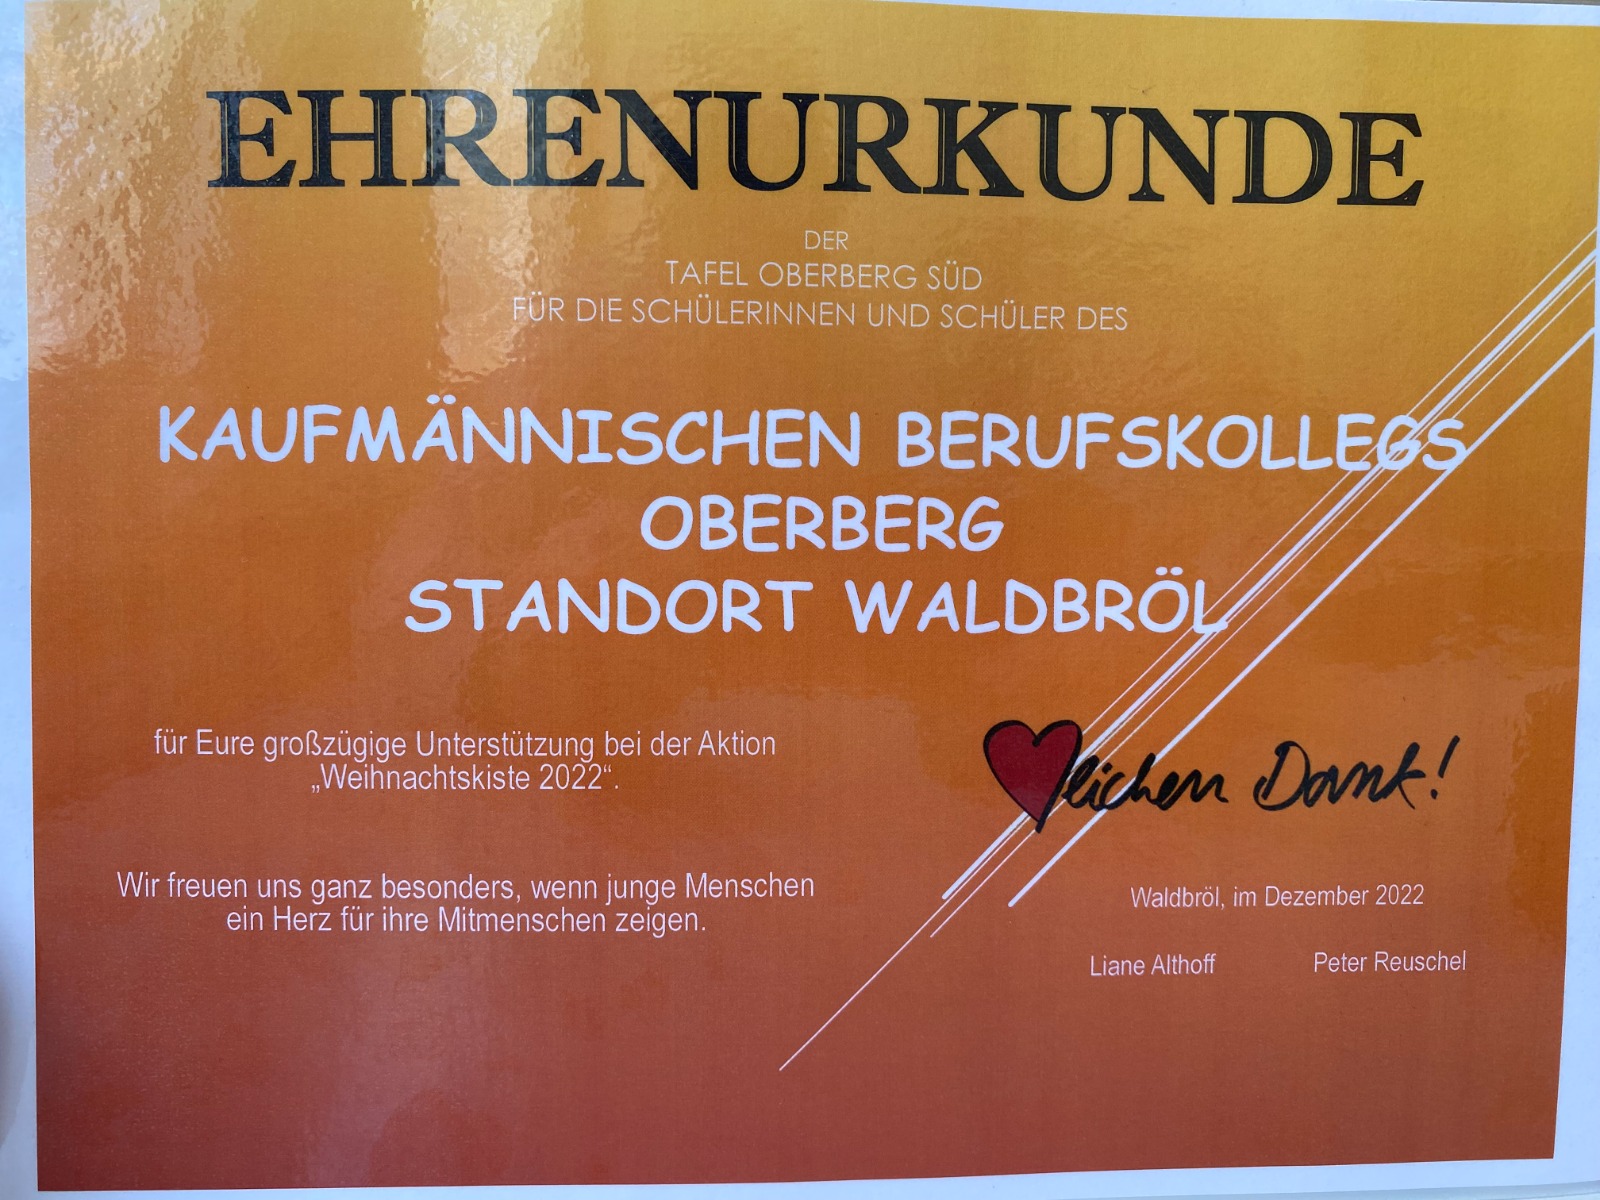 EHRENURKUNDE
DER
TAFEL OBERBERG SÜD
FÜR DIE SCHÜLERINNEN UND SCHÜLER DES
KAUFMÄNNISCHEN BERUFSKOLLEGS
OBERBERG
STANDORT WALDBRÖL
für Eure großzügige Unterstützung bei der Aktion
„Weihnachtskiste 2022“.
lichen Dank!
Wir freuen uns ganz besonders, wenn junge Menschen
ein Herz für ihre Mitmenschen zeigen.
Waldbröl, im Dezember 2022
Liane Althoff Peter Reuschel